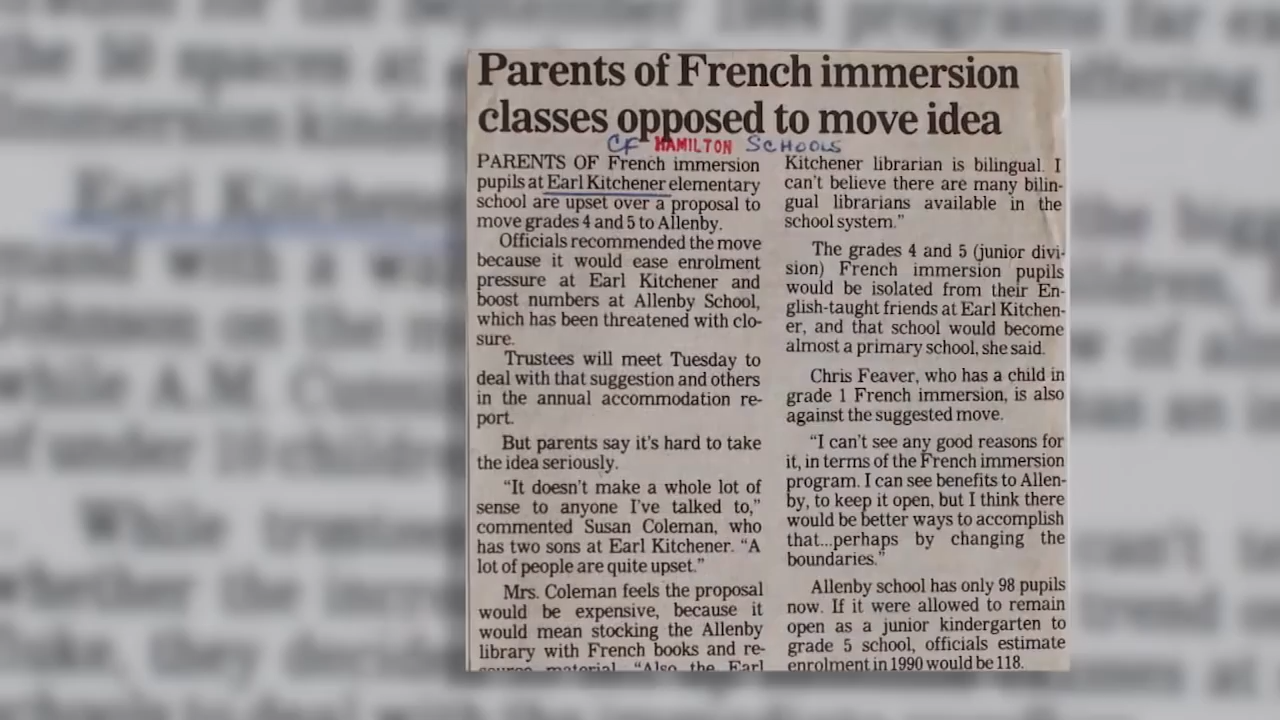 Parents of French immersion
classes opposed to move idea
CF HAMILTON SCHOOLS
PARENTS OF French immersion
pupils at Earl Kitchener elementary
school are upset over a proposal to
move grades 4 and 5 to Allenby.
Officials recommended the move
because it would ease enrolment
pressure at Earl Kitchener and
boost numbers at Allenby School,
which has been threatened with clo-
sure.
Trustees will meet Tuesday to
deal with that suggestion and others
in the annual accommodation re-
port.
But parents say it's hard to take
the idea seriously.
"It doesn't make a whole lot of
sense to anyone I've talked to,"
commented Susan Coleman, who
has two sons at Earl Kitchener. "A
lot of people are quite upset."
Mrs. Coleman feels the proposal
would be expensive, because it
would mean stocking the Allenby
library with French books and re-
source material. "Also the Earl
Kitchener librarian is bilingual. I
can't believe there are many bilin-
gual librarians available in the
school system."
The grades 4 and 5 (junior divi-
sion) French immersion pupils
would be isolated from their En-
glish-taught friends at Earl Kitchen-
er, and that school would become
almost a primary school, she said.
Chris Feaver, who has a child in
grade 1 French immersion, is also
against the suggested move.
"I can't see any good reasons for
it, in terms of the French immersion
program. I can see benefits to Allen-
by, to keep it open, but I think there
would be better ways to accomplish
that...perhaps by changing the
boundaries."
Allenby school has only 98 pupils
now. If it were allowed to remain
open as a junior kindergarten to
grade 5 school, officials estimate
enrolment in 1990 would be 118.